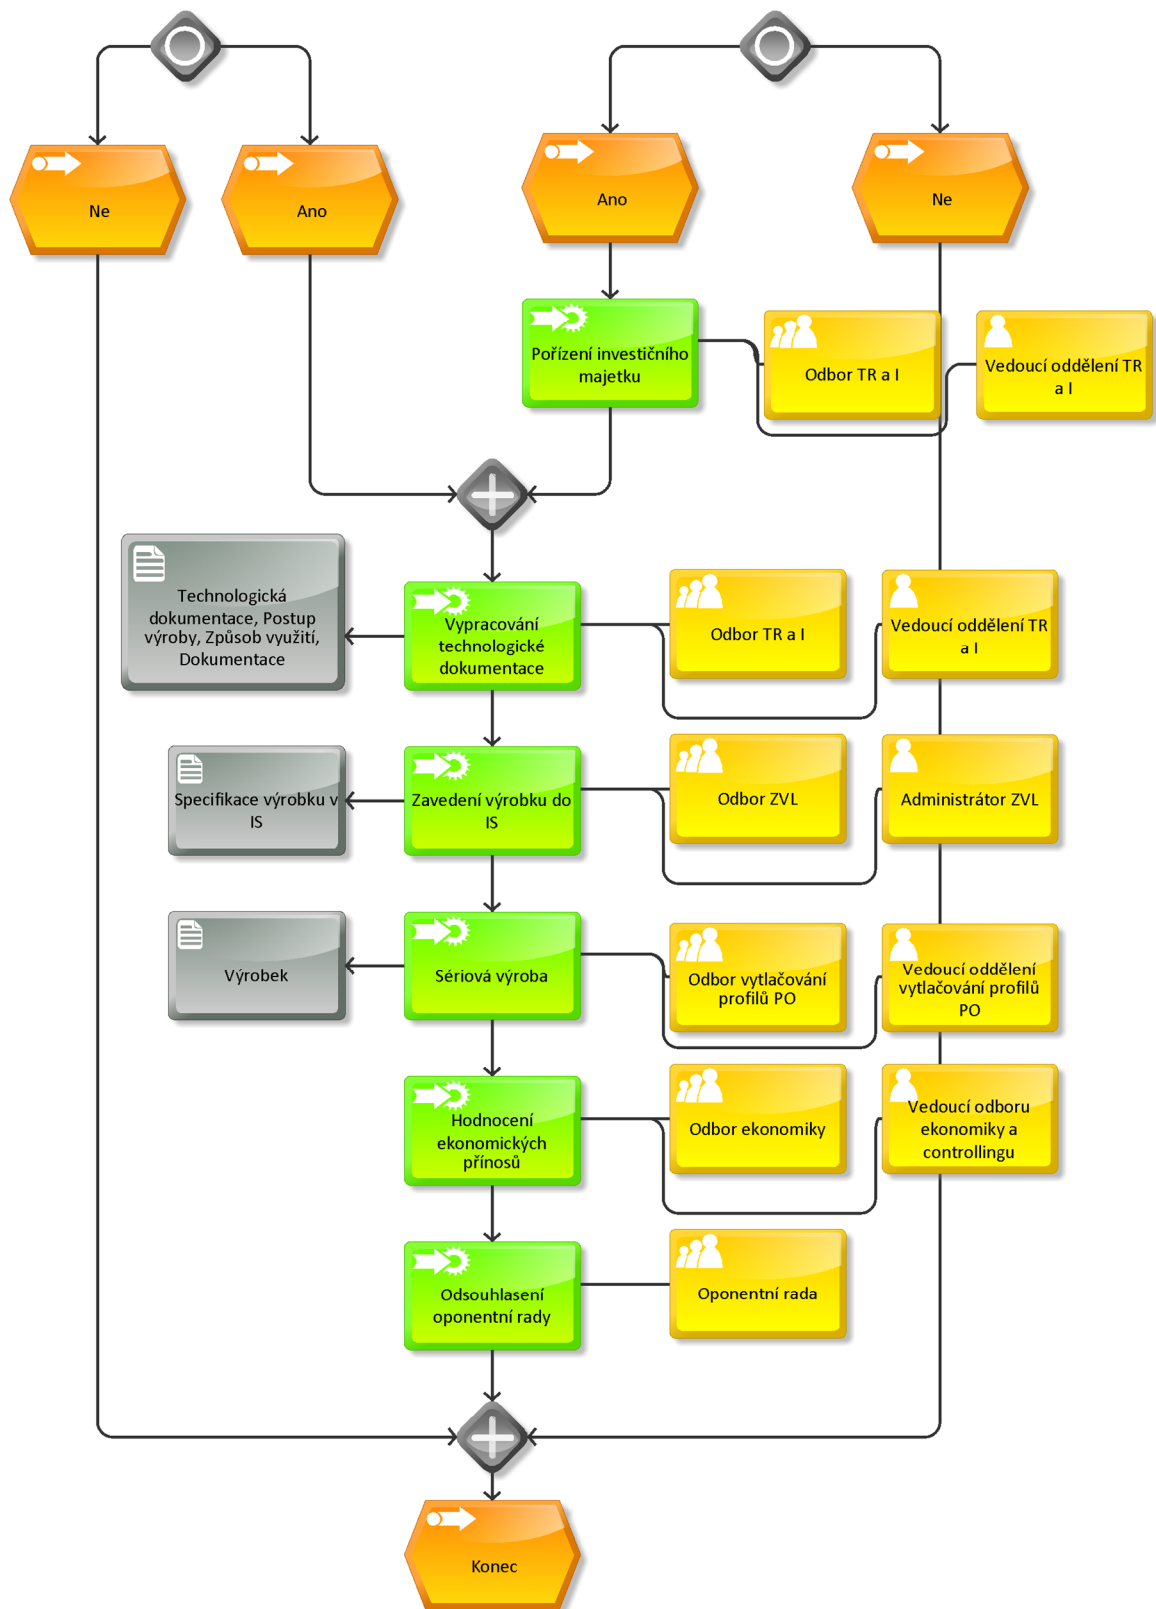 Ne
Ano
Ano
Ne
Pořízení investičního
majetku
Odbor TR a I
Vedoucí oddělení TR
a I
Technologická
dokumentace, Postup
výroby, Způsob využití,
Dokumentace
Vypracování
technologické
dokumentace
Odbor TR a I
Vedoucí oddělení TR
a I
Specifikace výrobku v
IS
Zavedení výrobku do
IS
Odbor ZVL
Administrátor ZVL
Výrobek
Sériová výroba
Odbor vytlačování
profilů PO
Vedoucí oddělení
vytlačování profilů
PO
Hodnocení
ekonomických
přínosů
Odbor ekonomiky
Vedoucí odboru
ekonomiky a
controllingu
Odsouhlasení
oponentní rady
Oponentní rada
Konec